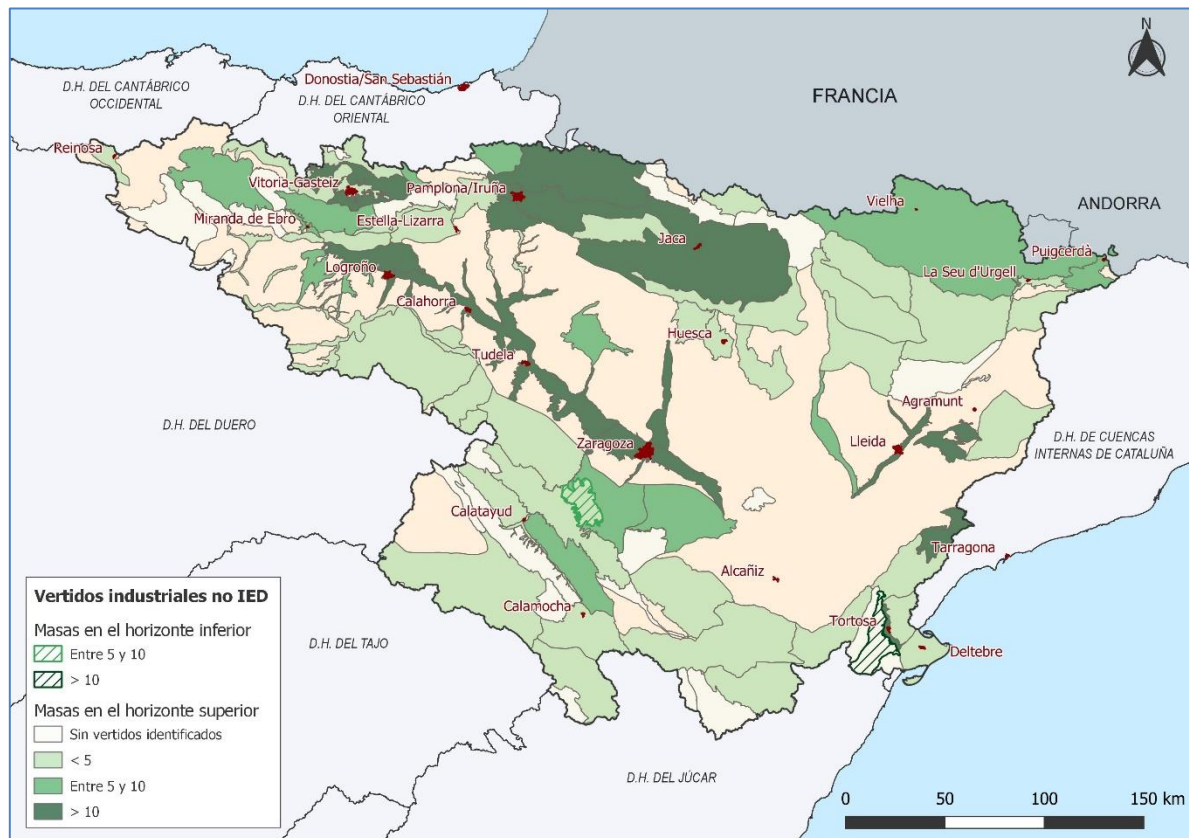 N
Donostia/San Sebastián
D.H. DEL CANTÁBRICO
OCCIDENTAL
D.H. DEL CANTÁBRICO
ORIENTAL
FRANCIA
Reinosa
Vitoria-Gasteiz
Pamplona/Iruña
Vielha
ANDORRA
Miranda de Ebro
Estella-Lizarra
Jaca
Puigcerdà
Logroño
La Seu d'Urgell
Calahorra
Huesca
Tudela
Agramunt
D.H. DEL DUERO
Zaragoza
Lleida
D.H. DE CUENCAS
INTERNAS DE CATALUÑA
Calatayud
Tarragona
Alcañiz
Calamocha
Tortosa
Deltebre
D.H. DEL TAJO
D.H. DEL JÚCAR
Vertidos industriales no IED
Masas en el horizonte inferior
Entre 5 y 10
> 10
Masas en el horizonte superior
Sin vertidos identificados
< 5
Entre 5 y 10
> 10
0 50 100 150 km